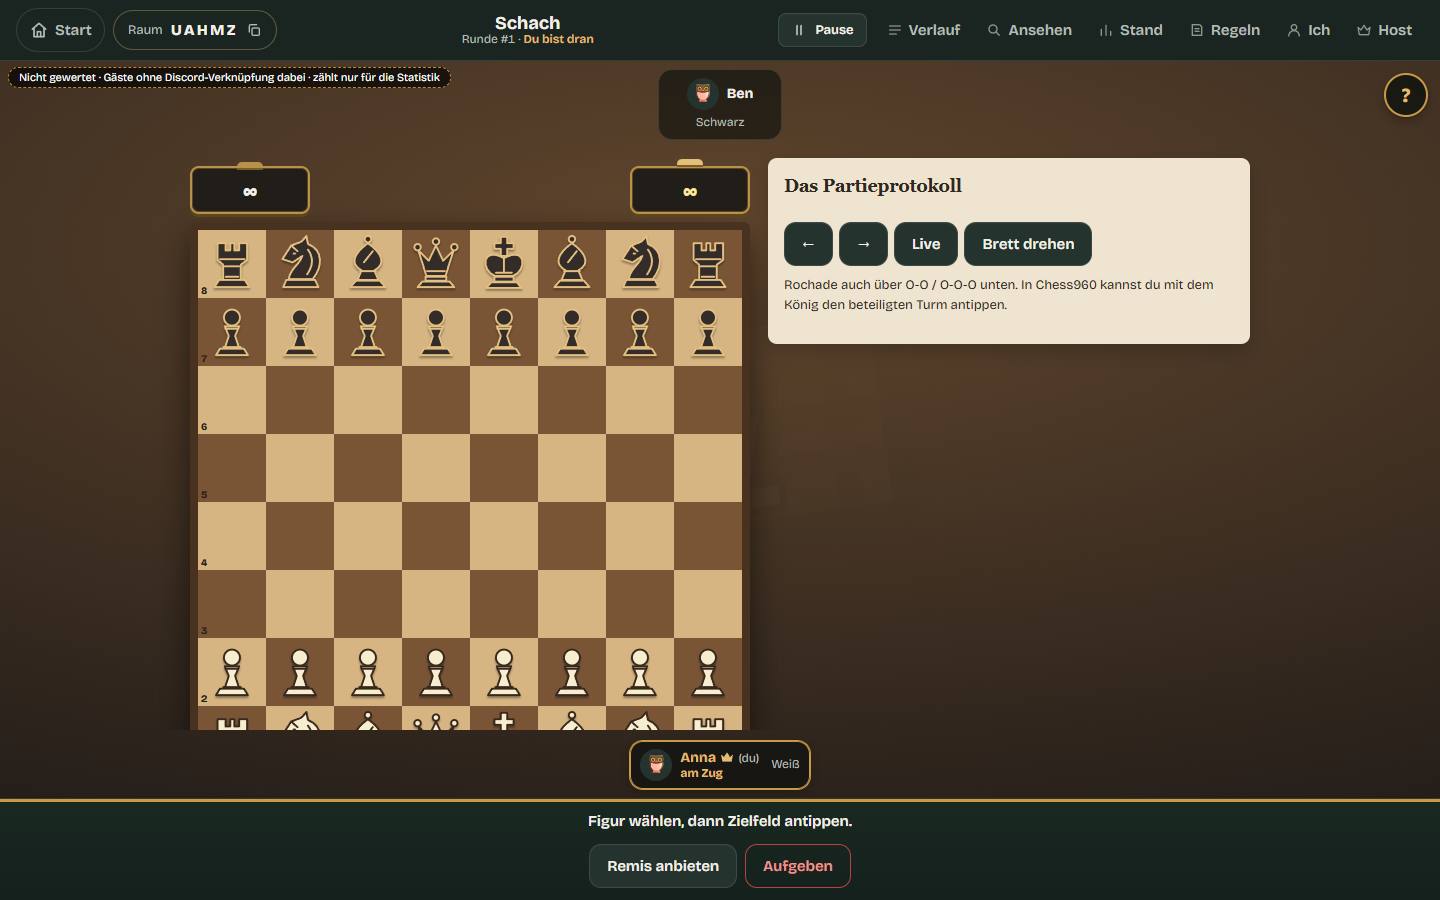 Start
Raum UAHMZ
Schach
Runde #1 · Du bist dran
Pause
Verlauf
Ansehen
Stand
Regeln
Ich
Host
Nicht gewertet · Gäste ohne Discord-Verknüpfung dabei · zählt nur für die Statistik
Ben
Schwarz
?
∞
∞
Das Partieprotokoll
←
→
Live
Brett drehen
Rochade auch über O-O / O-O-O unten. In Chess960 kannst du mit dem
König den beteiligten Turm antippen.
8
7
6
5
4
3
2
Anna (du)
am Zug
Weiß
Figur wählen, dann Zielfeld antippen.
Remis anbieten
Aufgeben